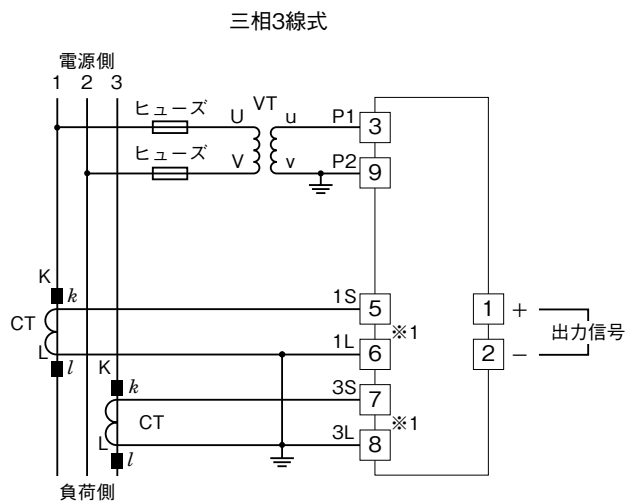 三相3線式
電源側
1 2 3
ヒューズ U VT u P1 3
ヒューズ V v P2 9
K k 1S 5 1 +
CT ※1 出力信号
L l 1L 6 2 −
K k 3S 7
CT ※1
L l 3L 8
負荷側